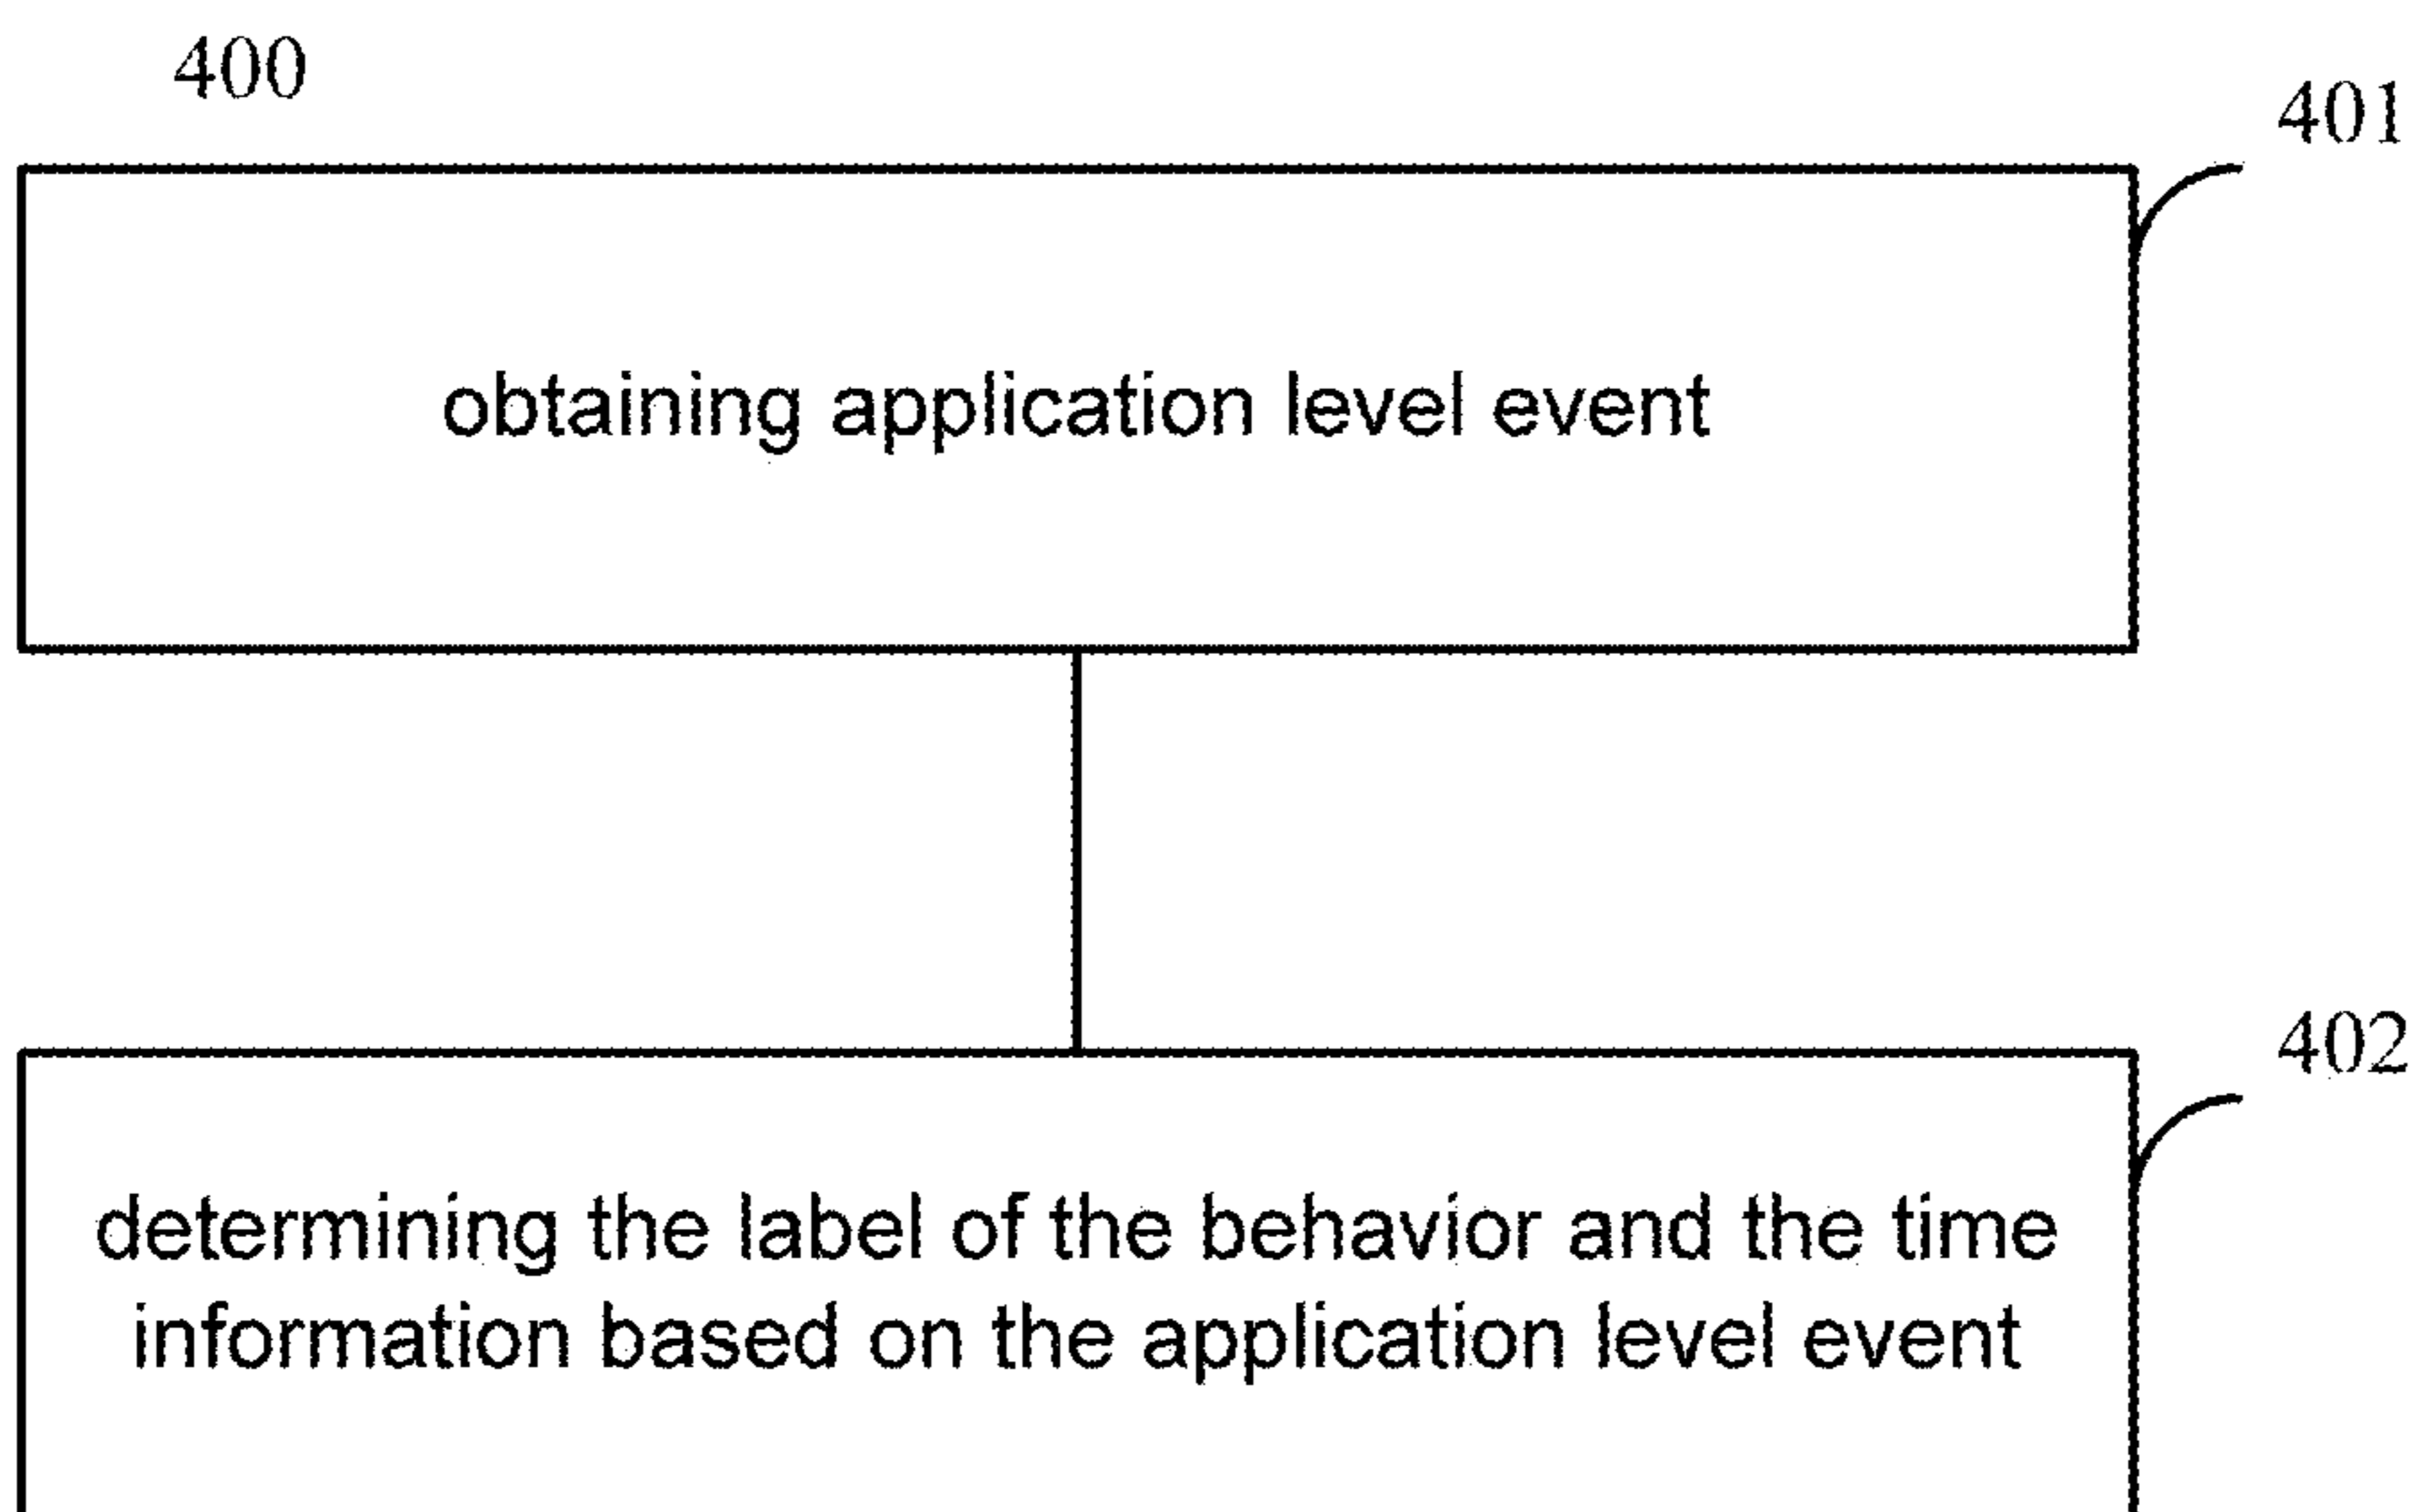 400
401
obtaining application level event
402
determining the label of the behavior and the time
information based on the application level event